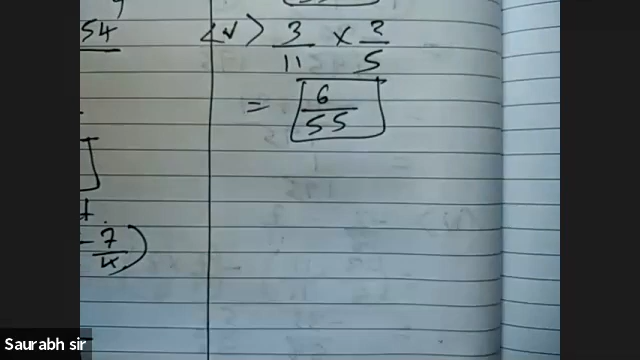 54
<v> 3/11 × 2/5
= 6/55
- 7/4)
Saurabh sir